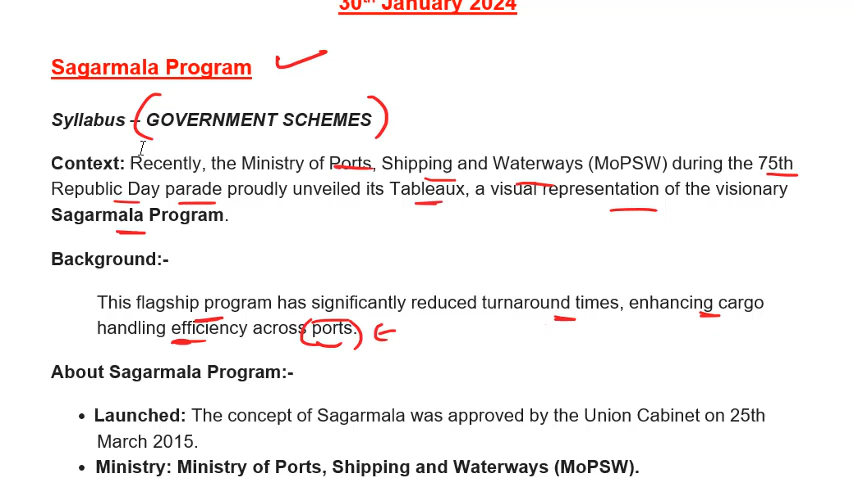 30th January 2024
Sagarmala Program
Syllabus – GOVERNMENT SCHEMES
Context: Recently, the Ministry of Ports, Shipping and Waterways (MoPSW) during the 75th
Republic Day parade proudly unveiled its Tableaux, a visual representation of the visionary
Sagarmala Program.
Background:-
This flagship program has significantly reduced turnaround times, enhancing cargo
handling efficiency across ports.
About Sagarmala Program:-
• Launched: The concept of Sagarmala was approved by the Union Cabinet on 25th
March 2015.
• Ministry: Ministry of Ports, Shipping and Waterways (MoPSW).